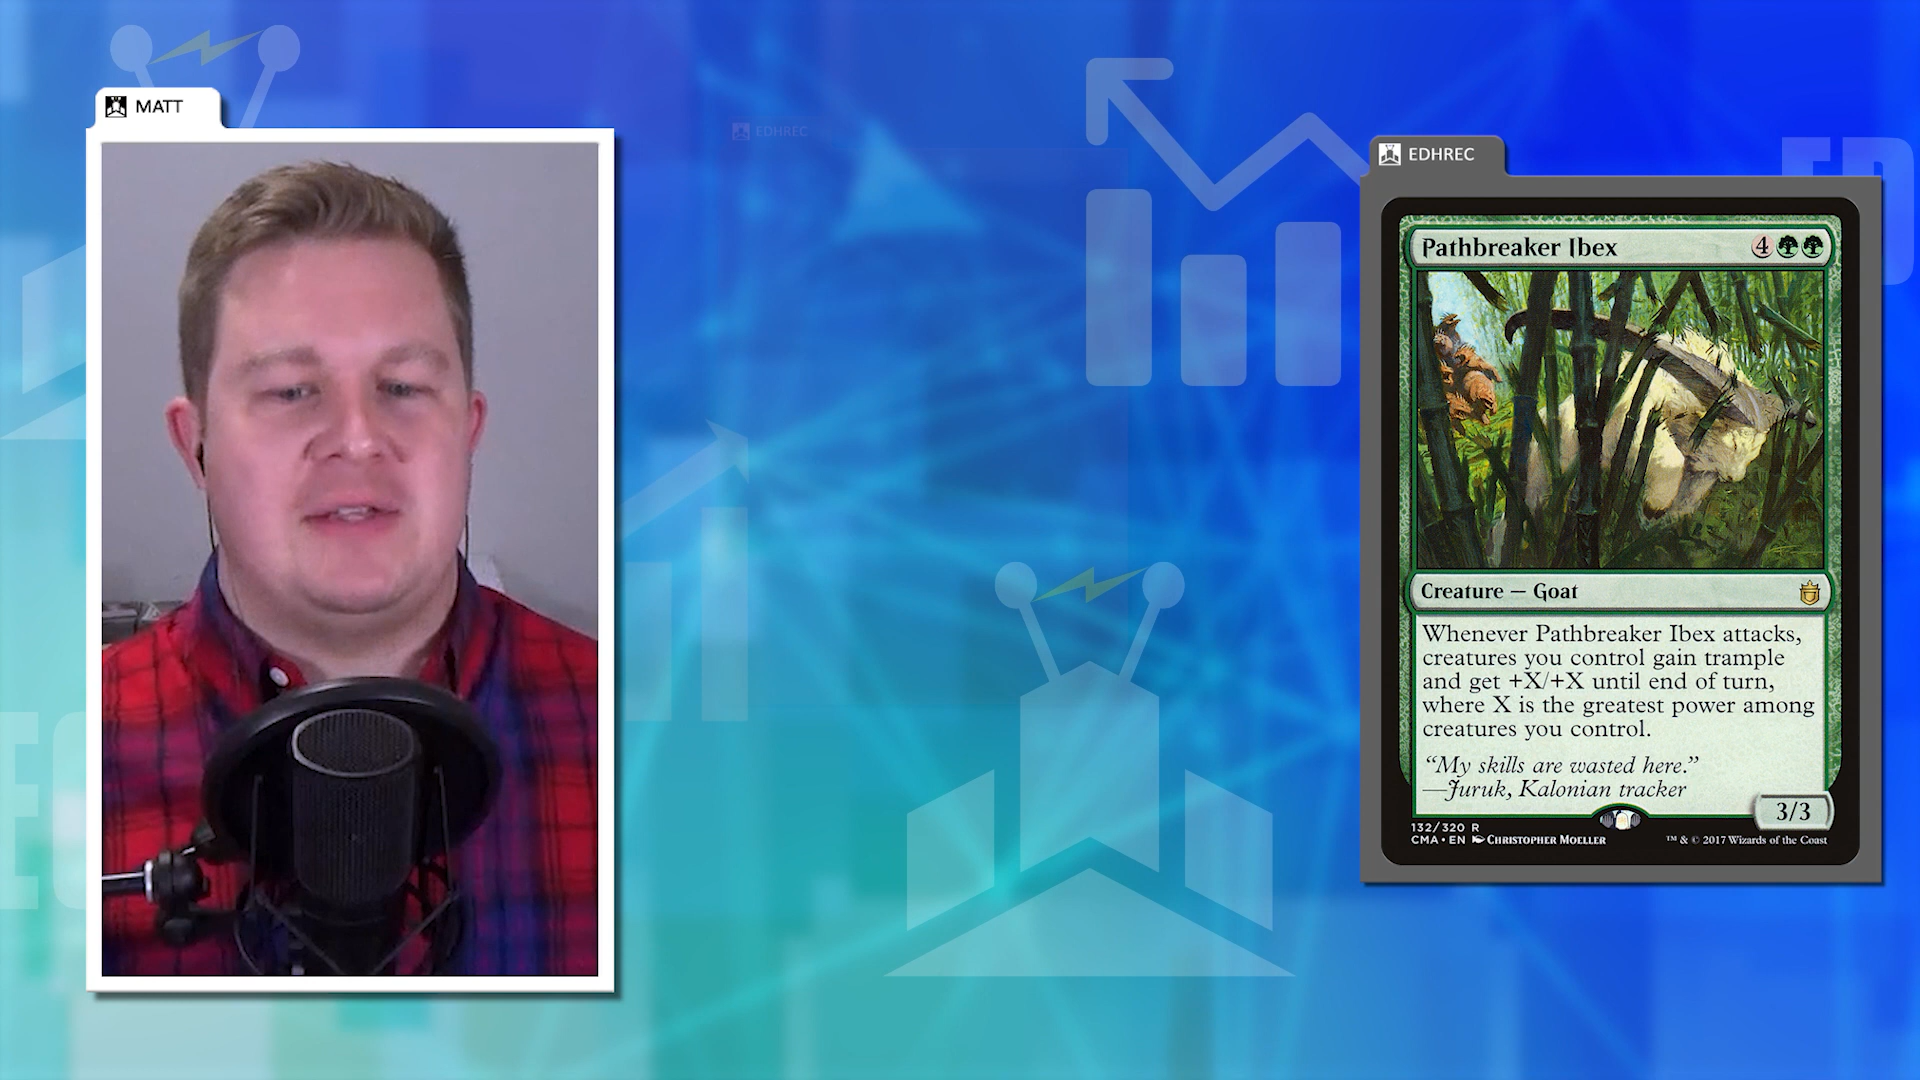 MATT
EDHREC
EDHREC
Pathbreaker Ibex 4
Creature — Goat
Whenever Pathbreaker Ibex attacks,
creatures you control gain trample
and get +X/+X until end of turn,
where X is the greatest power among
creatures you control.
“My skills are wasted here.”
—Juruk, Kalonian tracker
3/3
132/320 R
CMA • EN Christopher Moeller
™ & © 2017 Wizards of the Coast